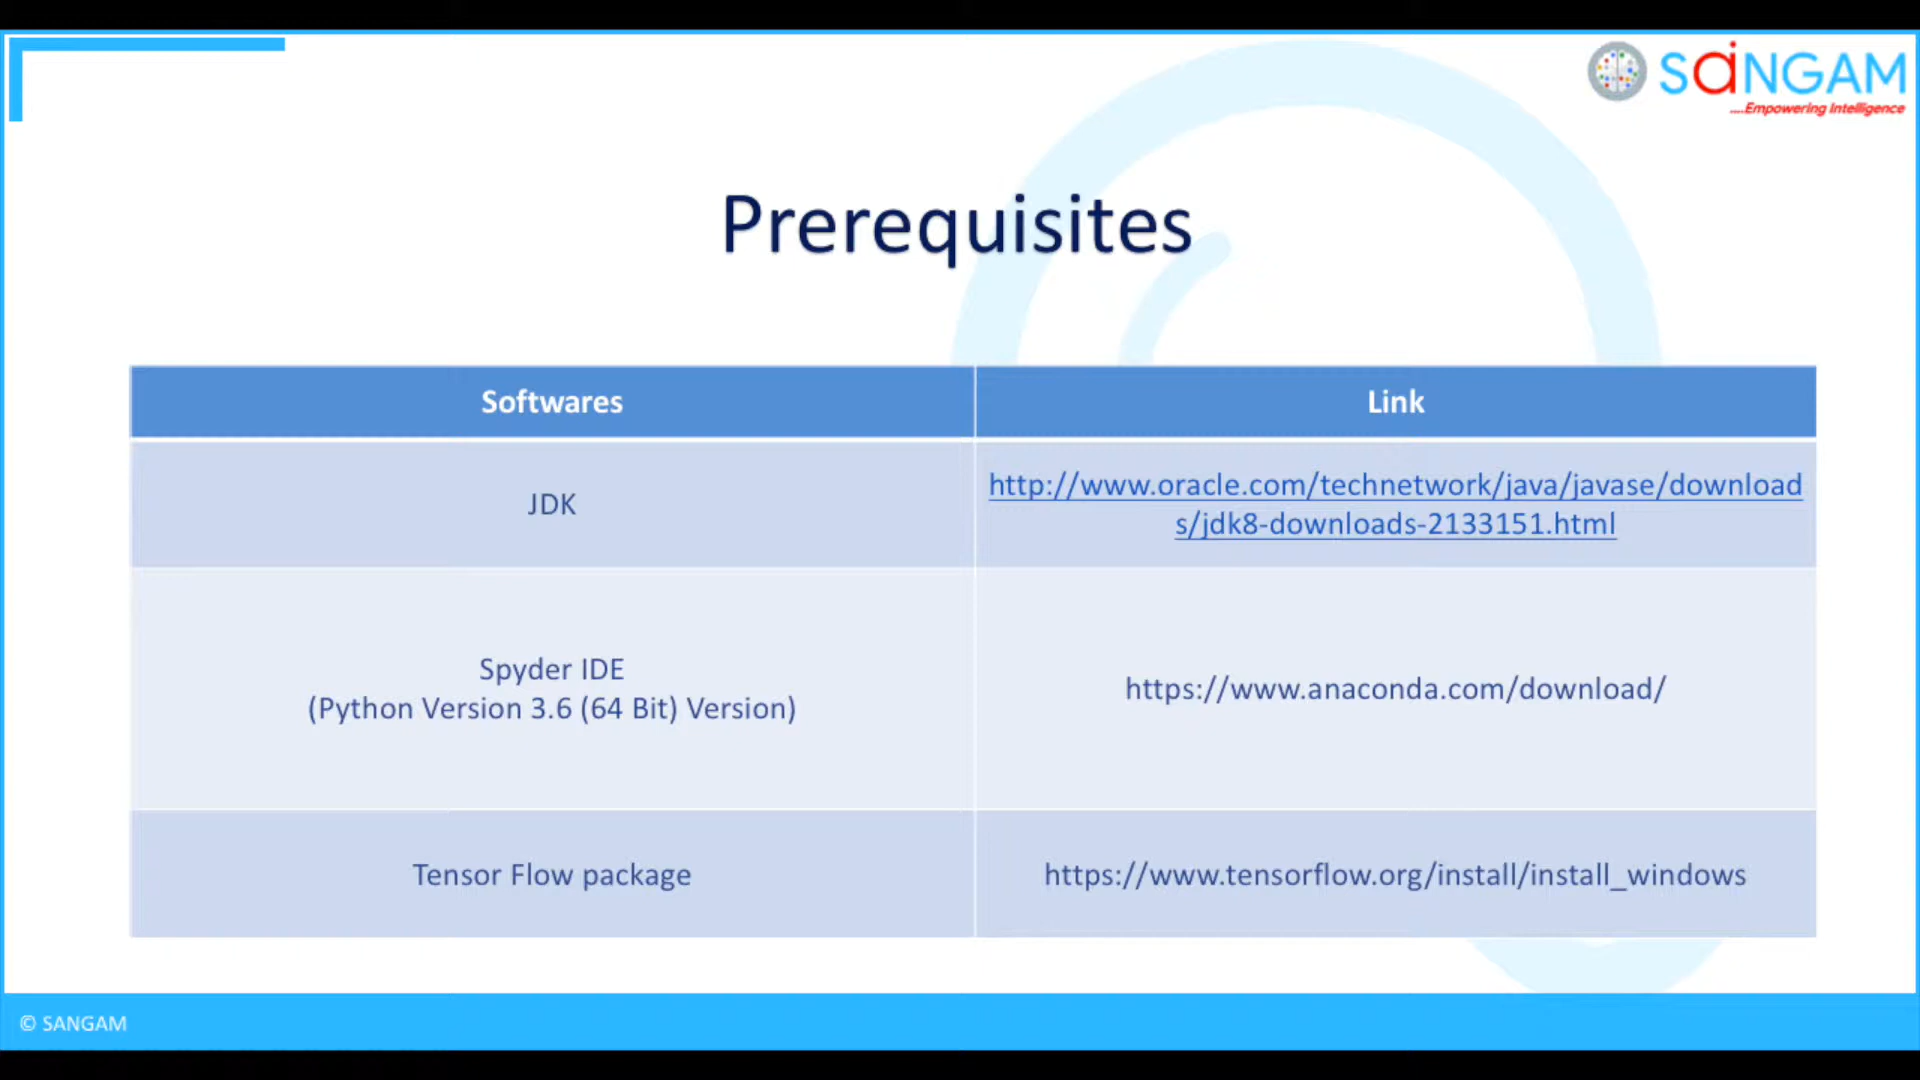 SaiNGAM
....Empowering Intelligence
Prerequisites
Softwares
Link
JDK
http://www.oracle.com/technetwork/java/javase/download
s/jdk8-downloads-2133151.html
Spyder IDE
(Python Version 3.6 (64 Bit) Version)
https://www.anaconda.com/download/
Tensor Flow package
https://www.tensorflow.org/install/install_windows
© SANGAM